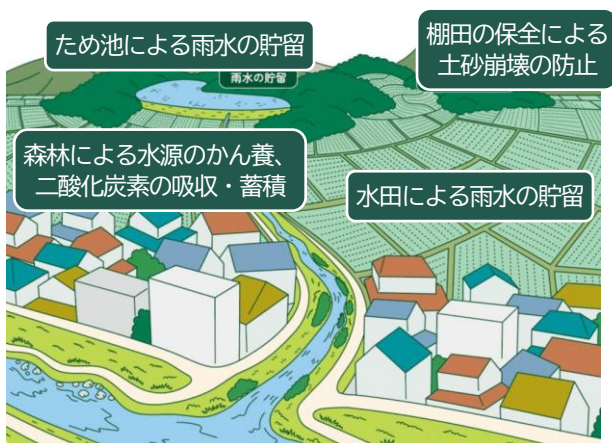 ため池による雨水の貯留
雨水の貯留
棚田の保全による
土砂崩壊の防止
森林による水源のかん養、
二酸化炭素の吸収・蓄積
水田による雨水の貯留